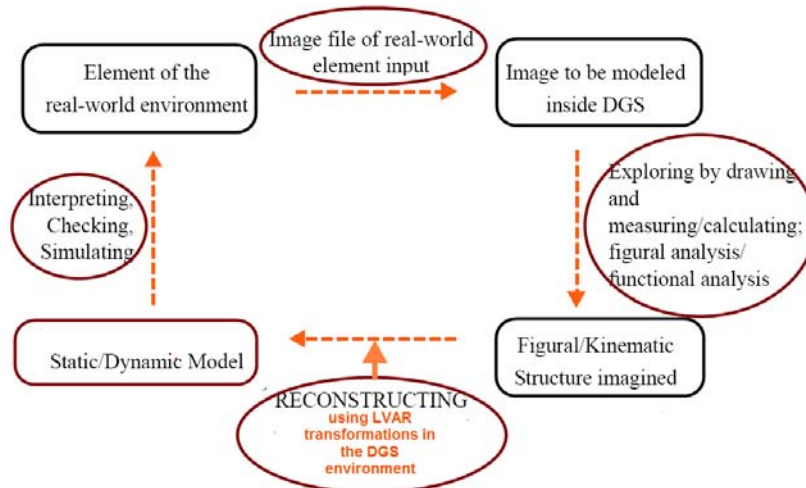 Image file of real-world
element input
Element of the
real-world environment
Image to be modeled
inside DGS
Interpreting,
Checking,
Simulating
Exploring by drawing
and
measuring/calculating;
figural analysis/
functional analysis
Static/Dynamic Model
Figural/Kinematic
Structure imagined
RECONSTRUCTING
using LVAR
transformations in
the DGS
environment